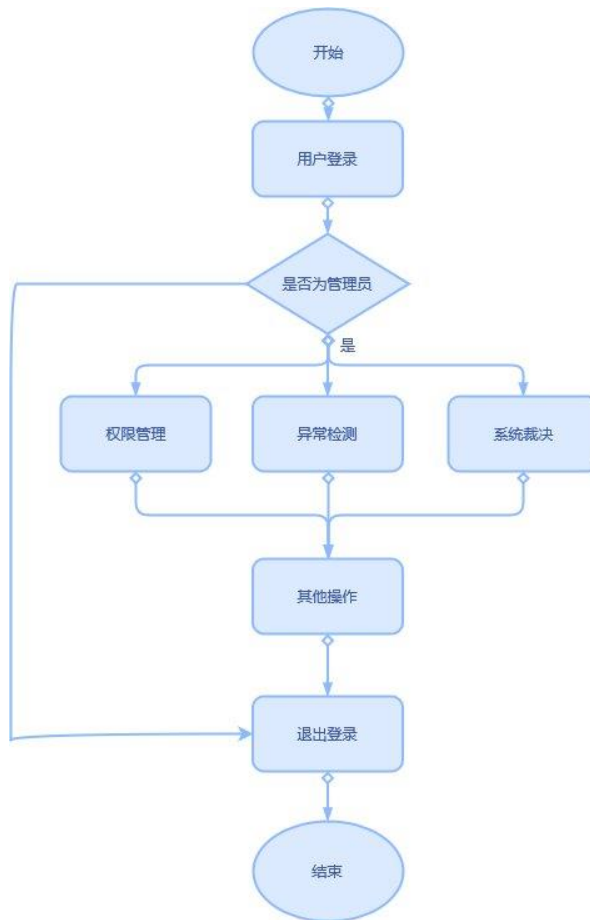 开始
用户登录
是否为管理员
是
权限管理
异常检测
系统裁决
其他操作
退出登录
结束